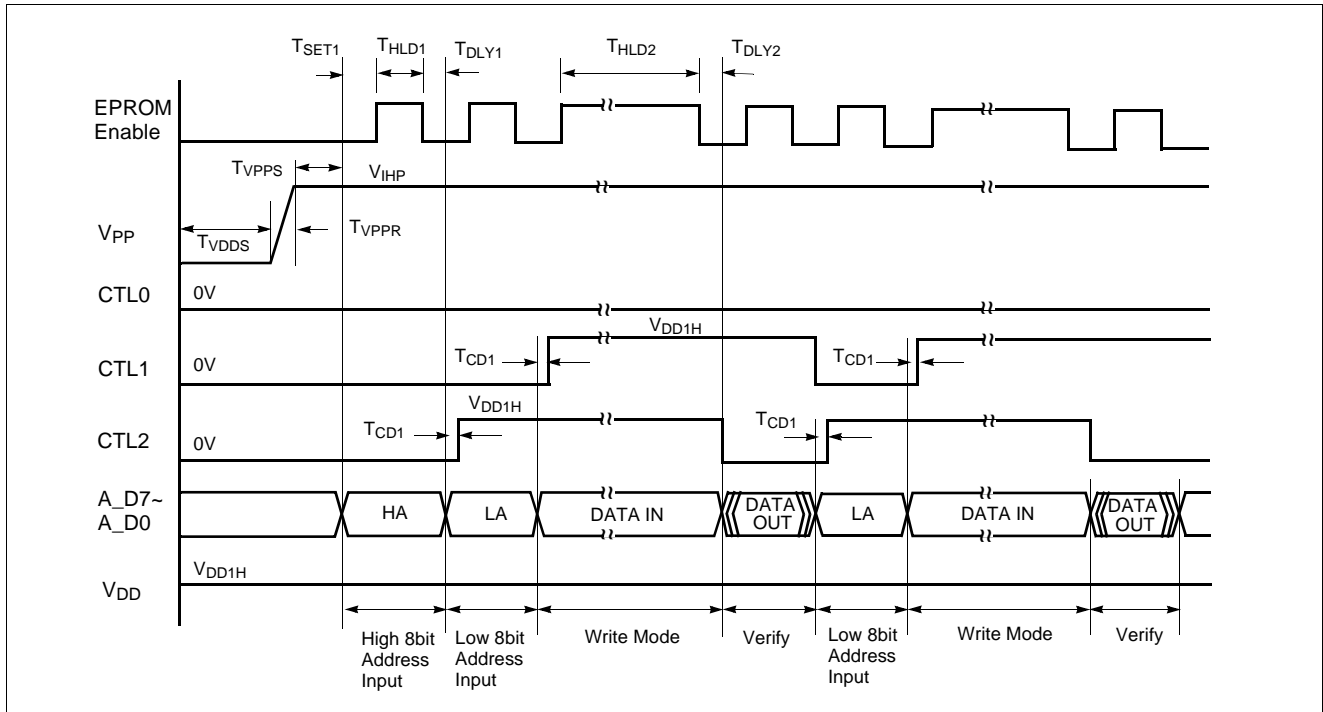 TSET1 THLD1 TDLY1 THLD2 TDLY2
EPROM
Enable
TVPPS VIHP
VPP
TVDDS TVPPR
CTL0 0V
VDD1H
CTL1 0V TCD1 TCD1
VDD1H
CTL2 0V TCD1 TCD1
A_D7~
A_D0
HA LA DATA IN DATA
OUT LA DATA IN DATA
OUT
VDD1H
VDD
High 8bit
Address
Input
Low 8bit
Address
Input
Write Mode
Verify
Low 8bit
Address
Input
Write Mode
Verify